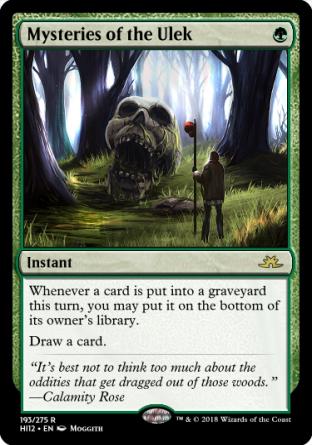 Mysteries of the Ulek
Instant
Whenever a card is put into a graveyard
this turn, you may put it on the bottom of
its owner's library.
Draw a card.
"It's best not to think too much about the
oddities that get dragged out of those woods."
—Calamity Rose
193/275 R
HI12 • EN Moggith
™ & © 2018 Wizards of the Coast